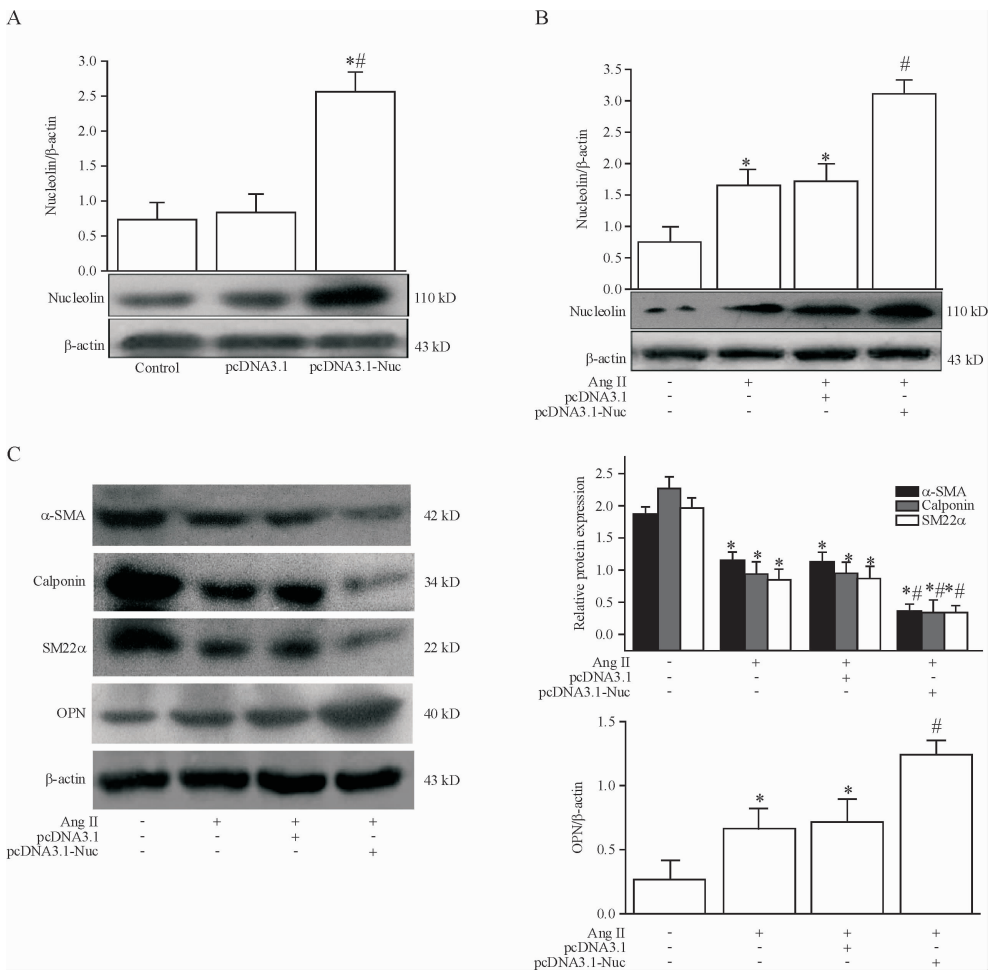 A
Nucleolin/β-actin
3.0
2.5
2.0
1.5
1.0
0.5
0.0
*#
Nucleolin
110 kD
β-actin
43 kD
Control pcDNA3.1 pcDNA3.1-Nuc
B
Nucleolin/β-actin
3.5
3.0
2.5
2.0
1.5
1.0
0.5
0.0
* * #
Nucleolin
110 kD
β-actin
43 kD
Ang II - + + +
pcDNA3.1 - - + -
pcDNA3.1-Nuc - - - +
C
α-SMA 42 kD
Calponin 34 kD
SM22α 22 kD
OPN 40 kD
β-actin 43 kD
Ang II - + + +
pcDNA3.1 - - + -
pcDNA3.1-Nuc - - - +
Relative protein expression
2.5
2.0
1.5
1.0
0.5
0.0
α-SMA
Calponin
SM22α
* * * * * * *# *# *#
Ang II - + + +
pcDNA3.1 - - + -
pcDNA3.1-Nuc - - - +
OPN/β-actin
1.5
1.0
0.5
0.0
* * #
Ang II - + + +
pcDNA3.1 - - + -
pcDNA3.1-Nuc - - - +